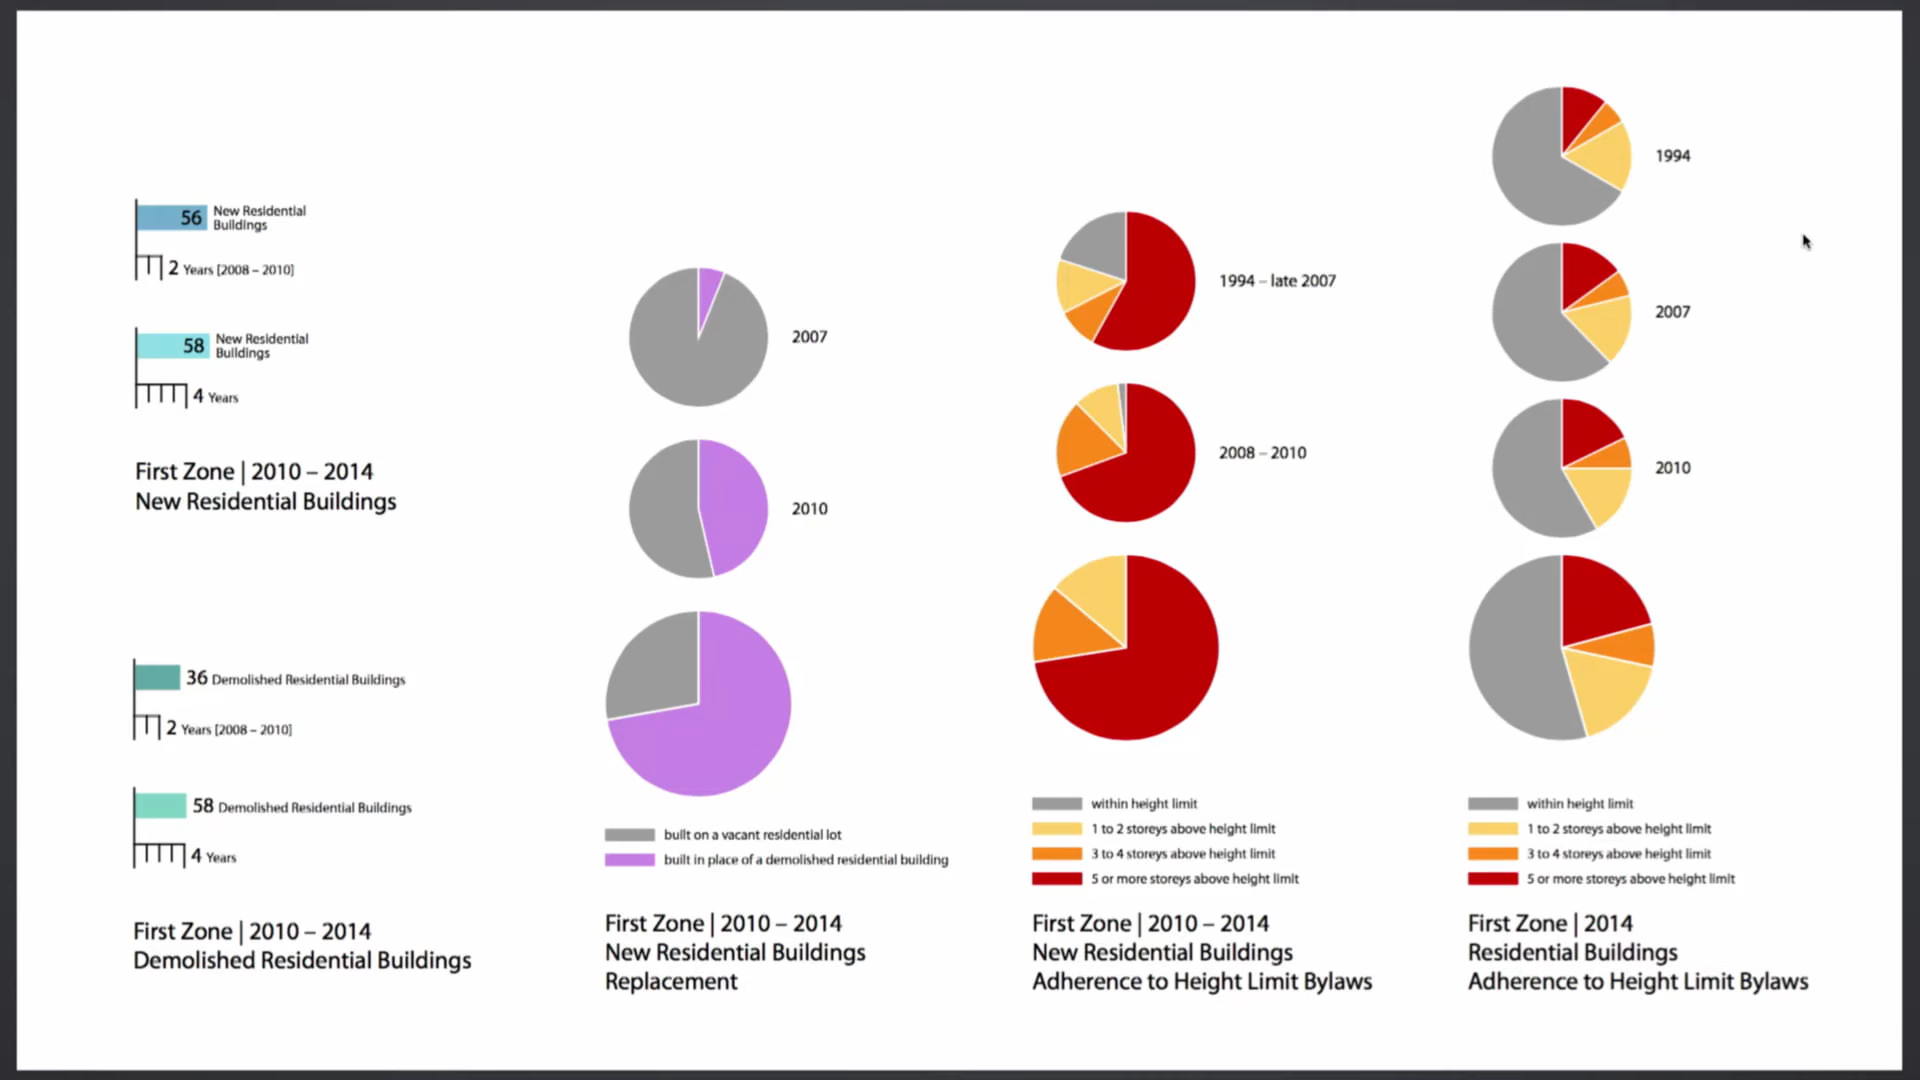 56 New Residential
Buildings
2 Years [2008 – 2010]
58 New Residential
Buildings
4 Years
First Zone | 2010 – 2014
New Residential Buildings
36 Demolished Residential Buildings
2 Years [2008 – 2010]
58 Demolished Residential Buildings
4 Years
First Zone | 2010 – 2014
Demolished Residential Buildings
2007
2010
built on a vacant residential lot
built in place of a demolished residential building
First Zone | 2010 – 2014
New Residential Buildings
Replacement
1994 – late 2007
2008 – 2010
within height limit
1 to 2 storeys above height limit
3 to 4 storeys above height limit
5 or more storeys above height limit
First Zone | 2010 – 2014
New Residential Buildings
Adherence to Height Limit Bylaws
1994
2007
2010
within height limit
1 to 2 storeys above height limit
3 to 4 storeys above height limit
5 or more storeys above height limit
First Zone | 2014
Residential Buildings
Adherence to Height Limit Bylaws